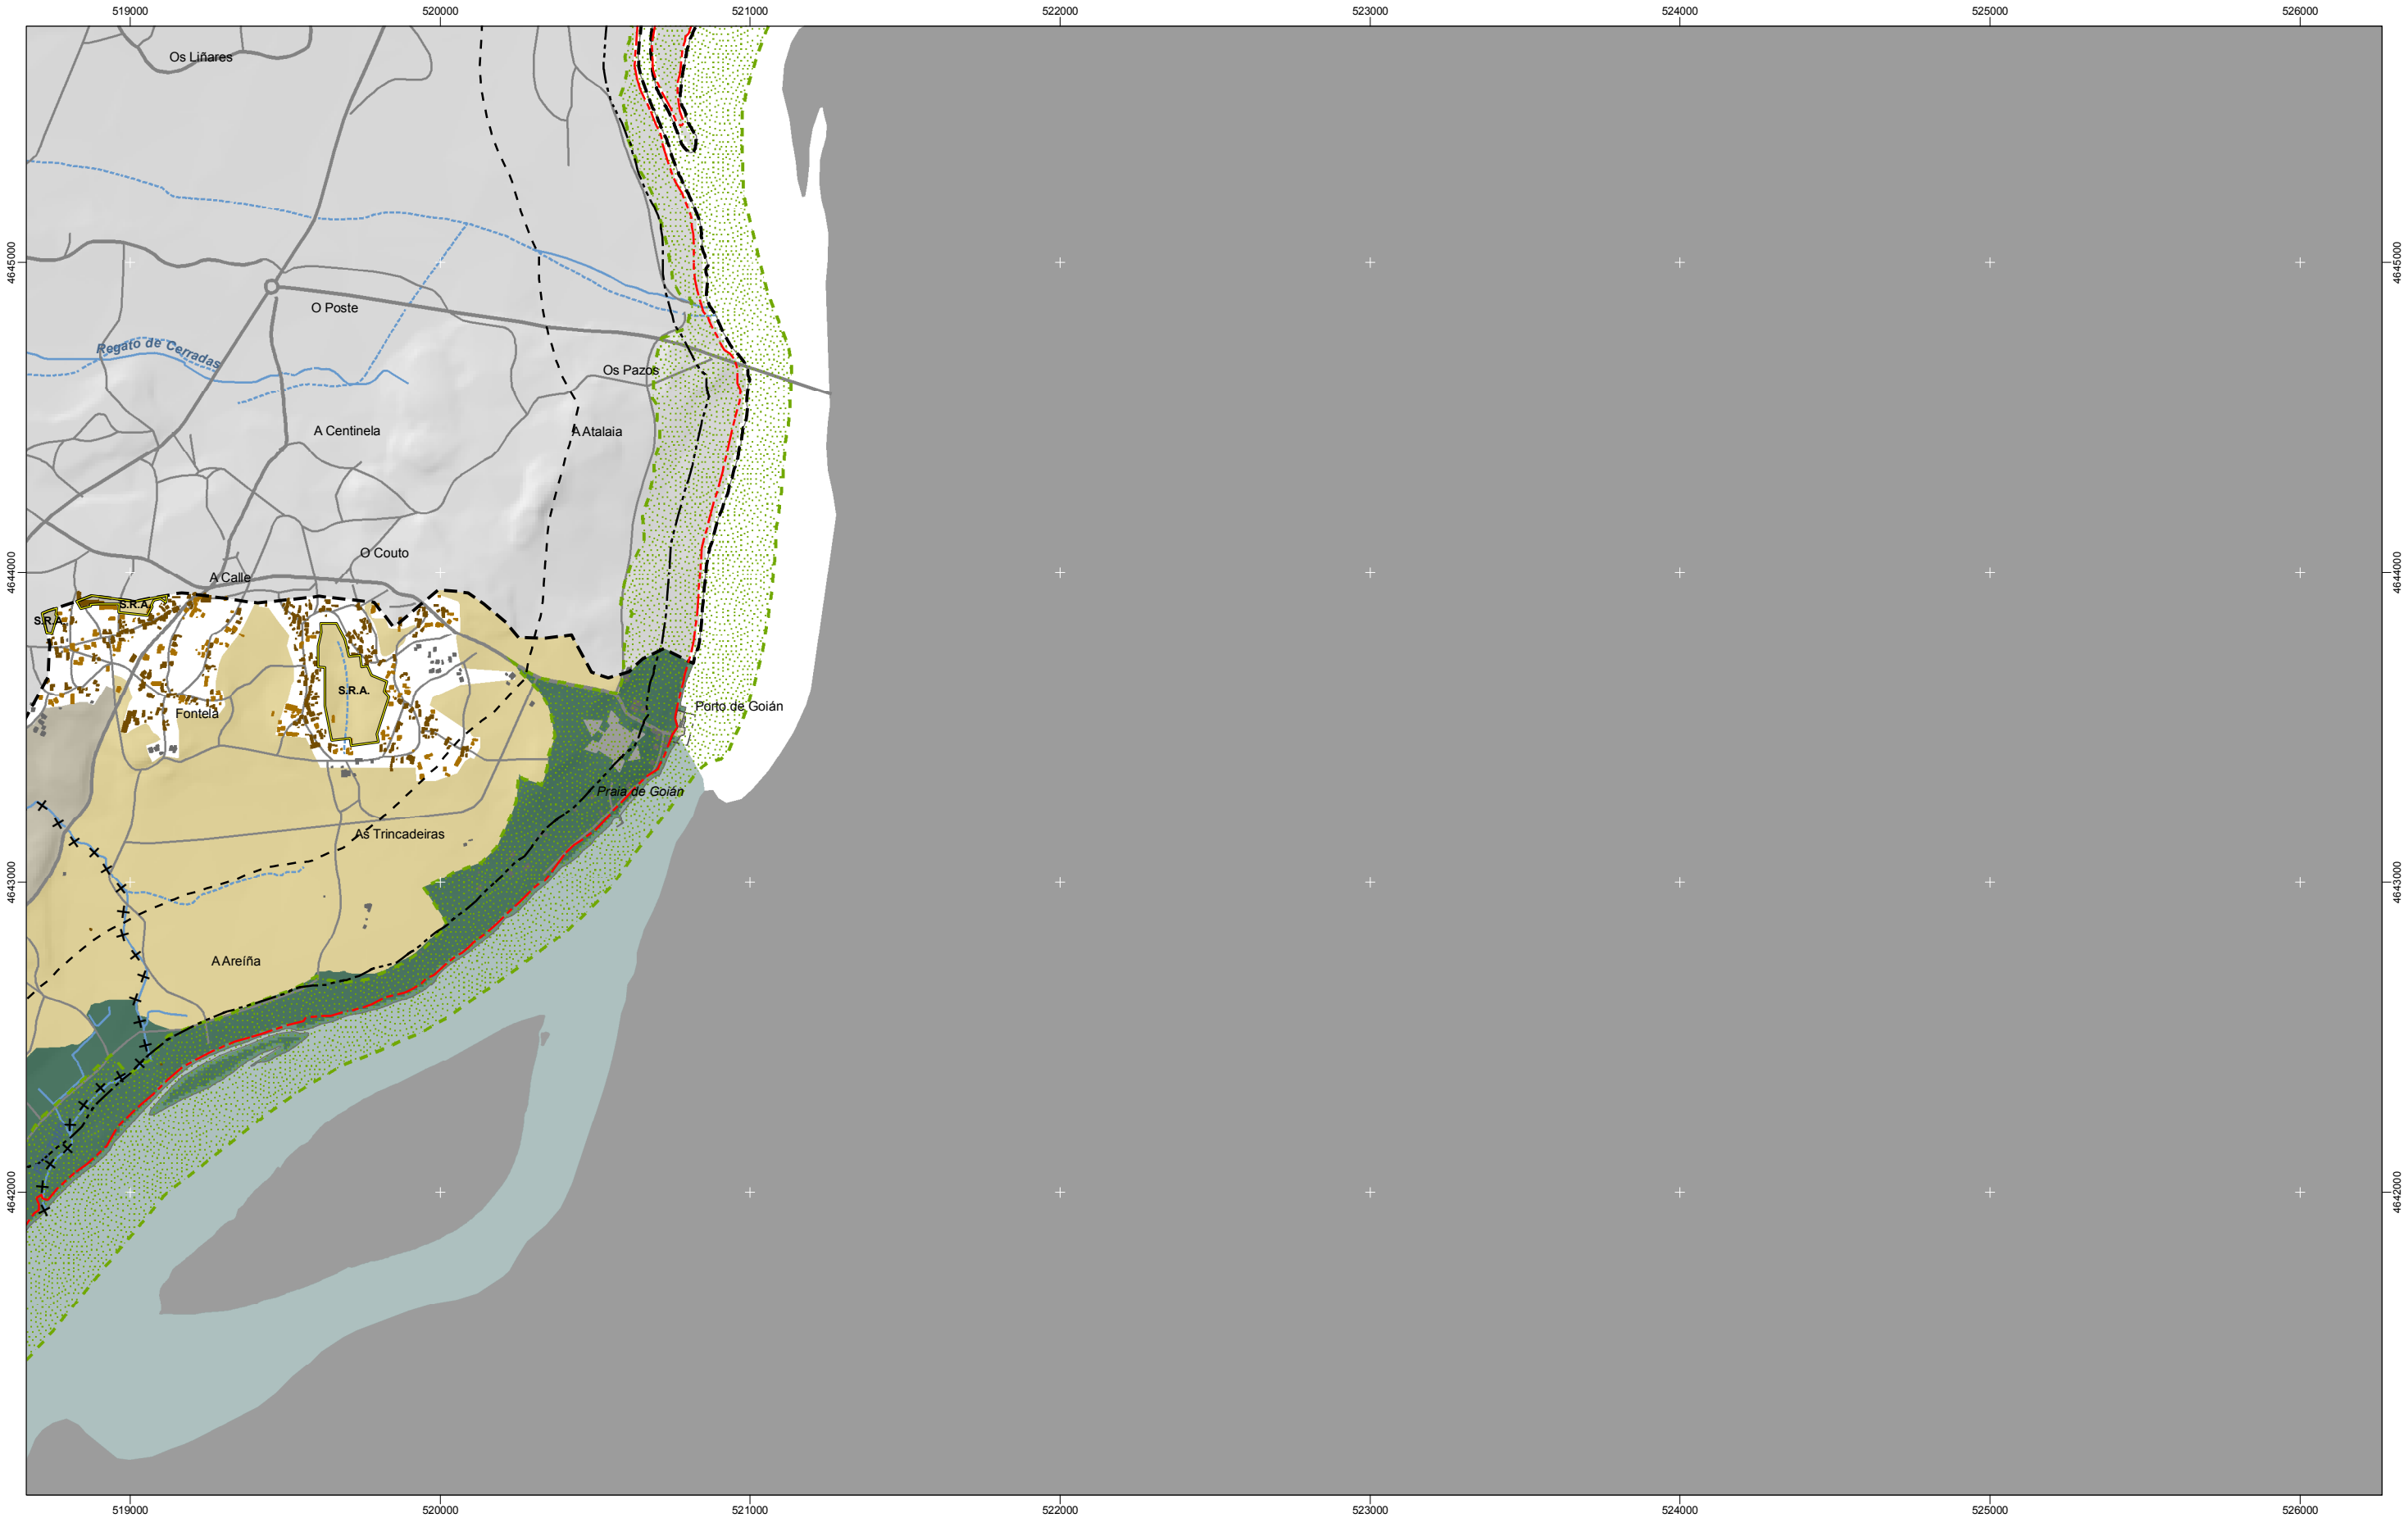 519000 520000 521000 522000 523000 524000 525000 526000
Os Liñares
4645000 4645000
O Poste
Regato de Cerradas
Os Pazos
A Centinela
A Atalaia
O Couto
4644000 4644000
A Calle
S.R.A.
S.R.A.
S.R.A.
Porto de Goián
Fontela
Praia de Goián
As Trincadeiras
4643000 4643000
A Areíña
4642000 4642000
519000 520000 521000 522000 523000 524000 525000 526000